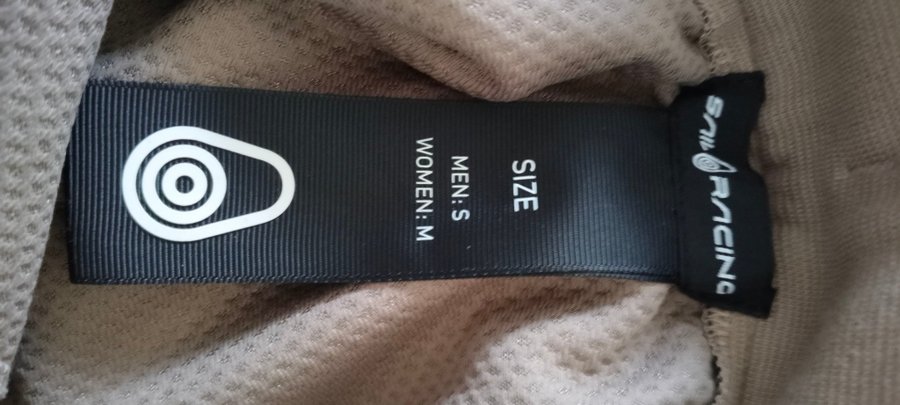 SAIL RACING
SIZE
MEN: S
WOMEN: M